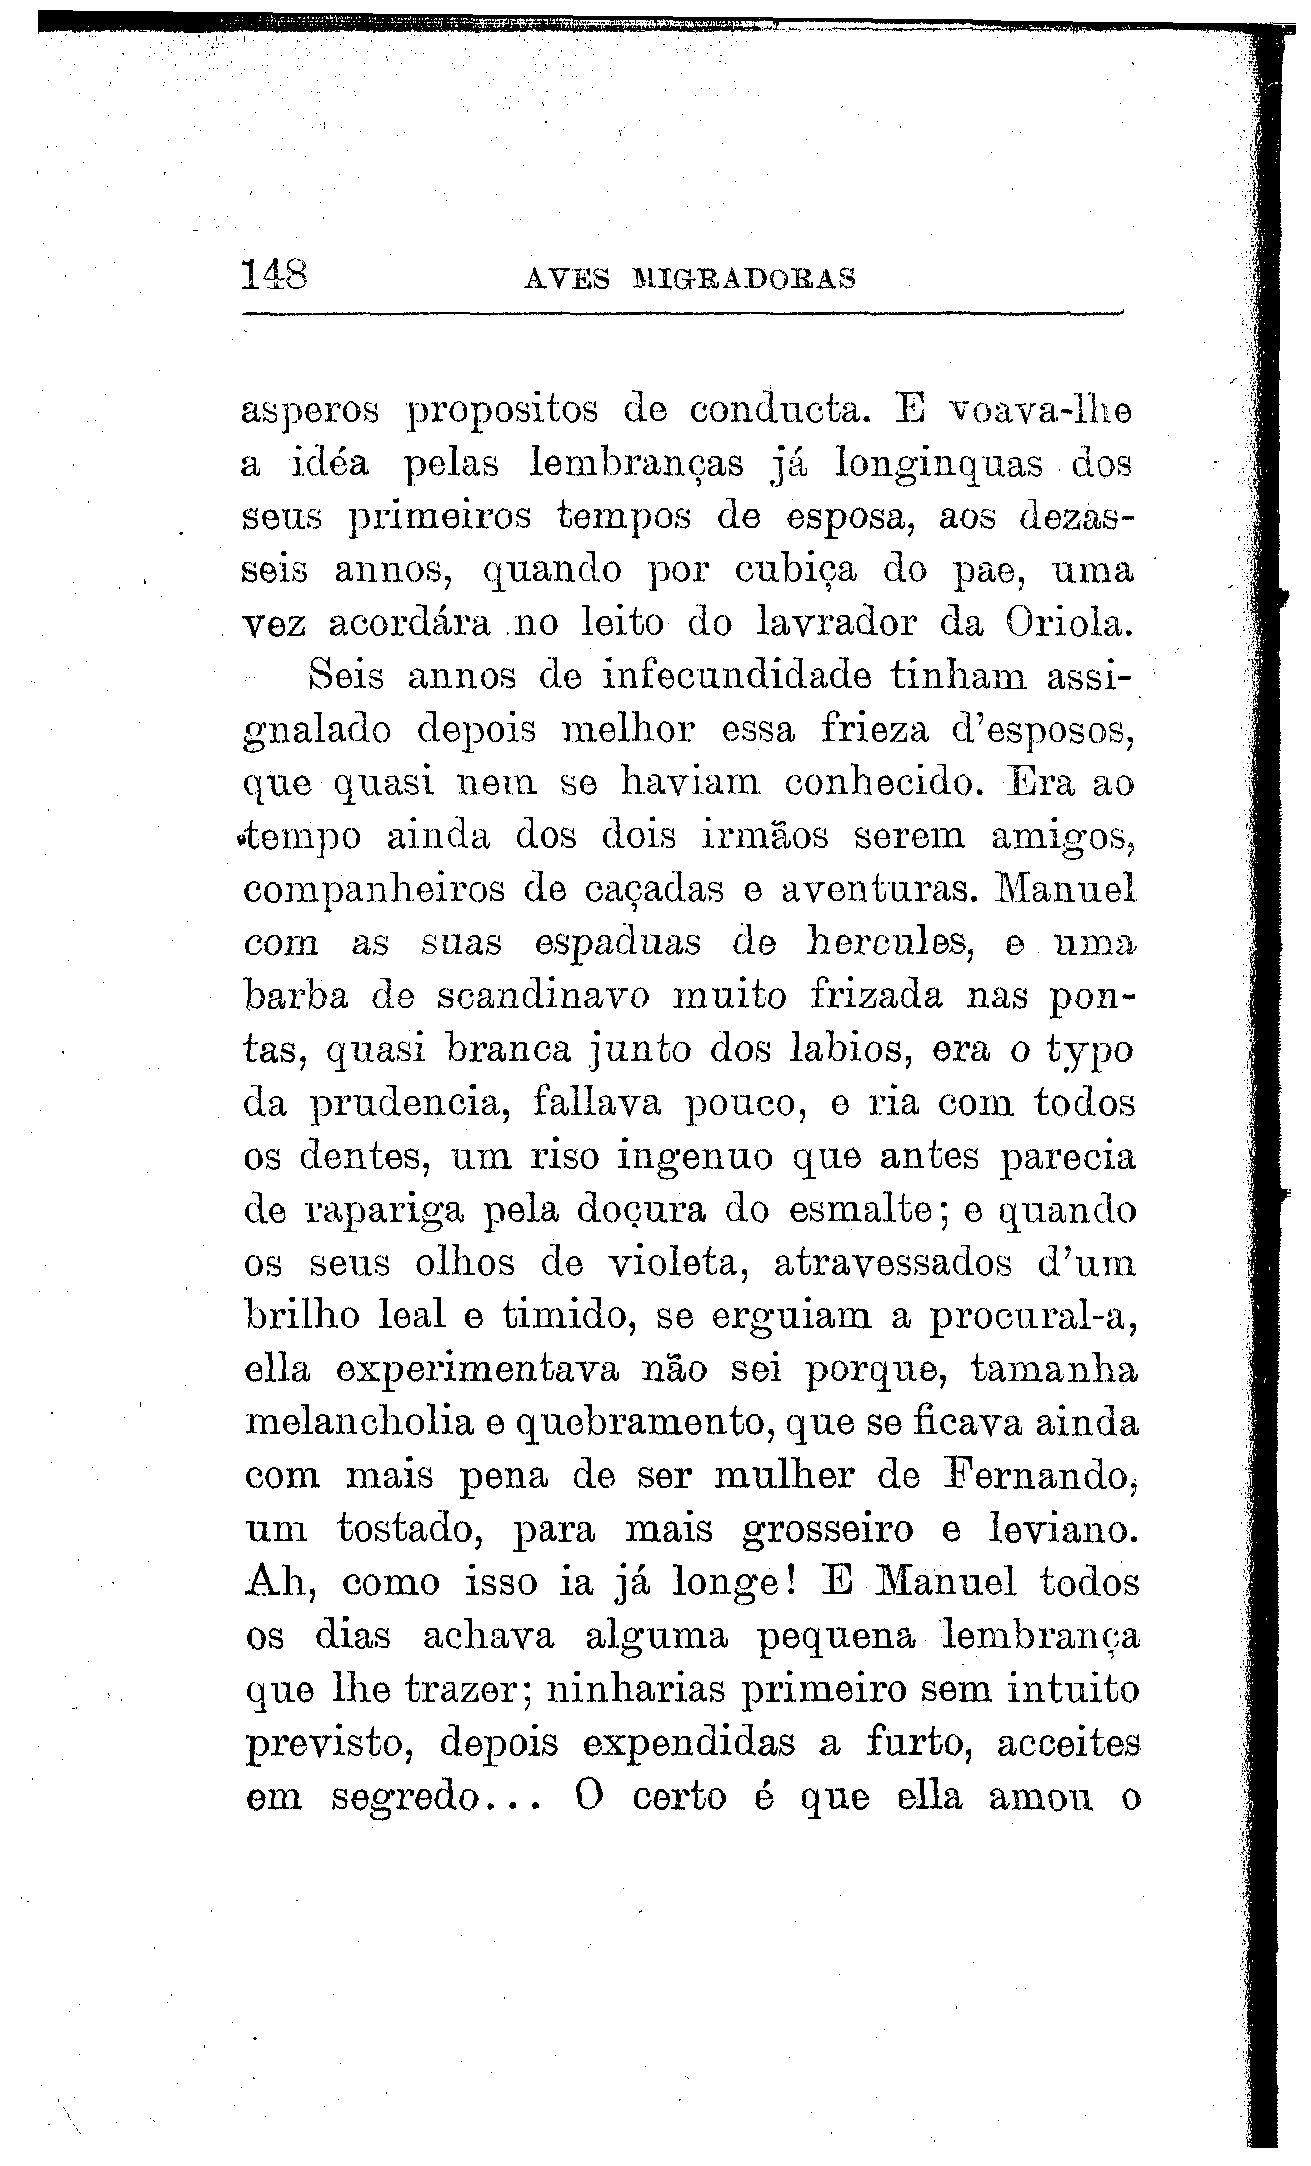 148 AVES MIGRADORAS
asperos propositos de conducta. E voava-lhe
a idéa pelas lembranças já longinquas dos
seus primeiros tempos de esposa, aos dezas-
seis annos, quando por cubiça do pae, uma
vez acordára no leito do lavrador da Oriola.
Seis annos de infecundidade tinham assi-
gnalado depois melhor essa frieza d'esposos,
que quasi nem se haviam conhecido. Era ao
tempo ainda dos dois irmãos serem amigos,
companheiros de caçadas e aventuras. Manuel
com as suas espaduas de hercules, e uma
barba de scandinavo muito frizada nas pon-
tas, quasi branca junto dos labios, era o typo
da prudencia, fallava pouco, e ria com todos
os dentes, um riso ingenuo que antes parecia
de rapariga pela doçura do esmalte; e quando
os seus olhos de violeta, atravessados d'um
brilho leal e timido, se erguiam a procural-a,
ella experimentava não sei porque, tamanha
melancholia e quebramento, que se ficava ainda
com mais pena de ser mulher de Fernando,
um tostado, para mais grosseiro e leviano.
Ah, como isso ia já longe! E Manuel todos
os dias achava alguma pequena lembrança
que lhe trazer; ninharias primeiro sem intuito
previsto, depois expendidas a furto, acceites
em segredo... O certo é que ella amou o